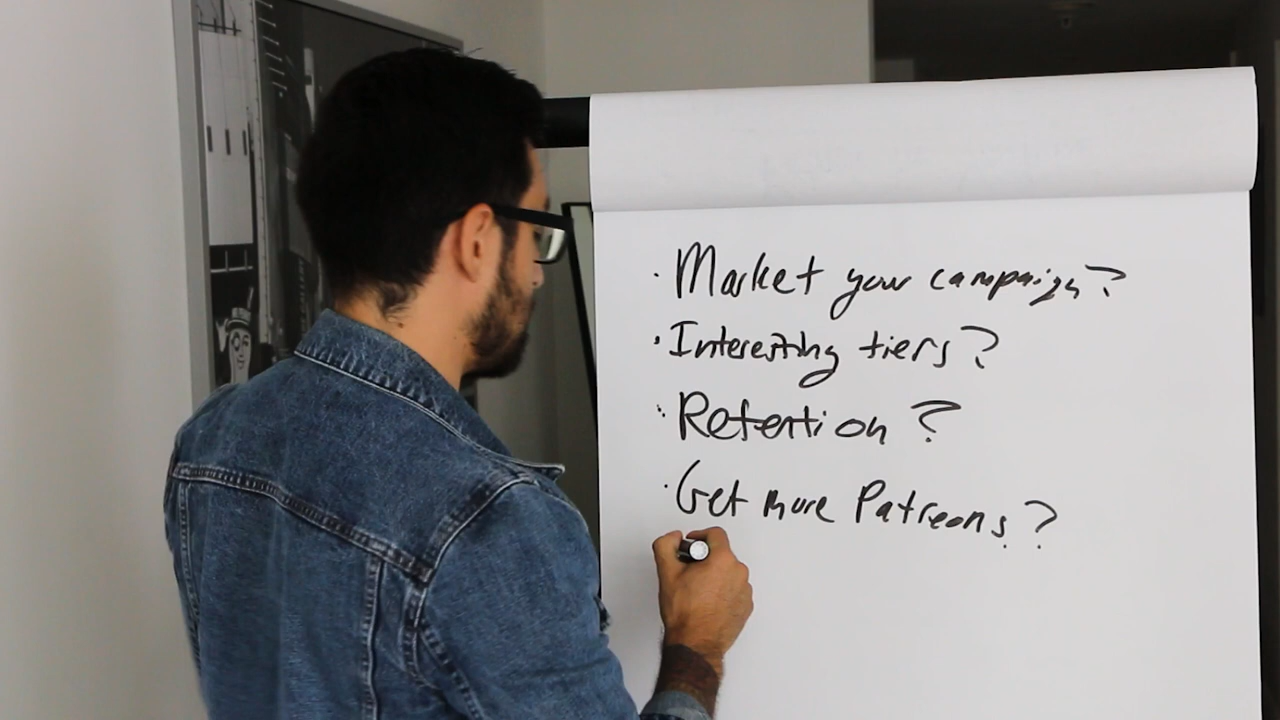 · Market your campaign?
· Interesting tiers?
· Retention?
· Get more Patreons?